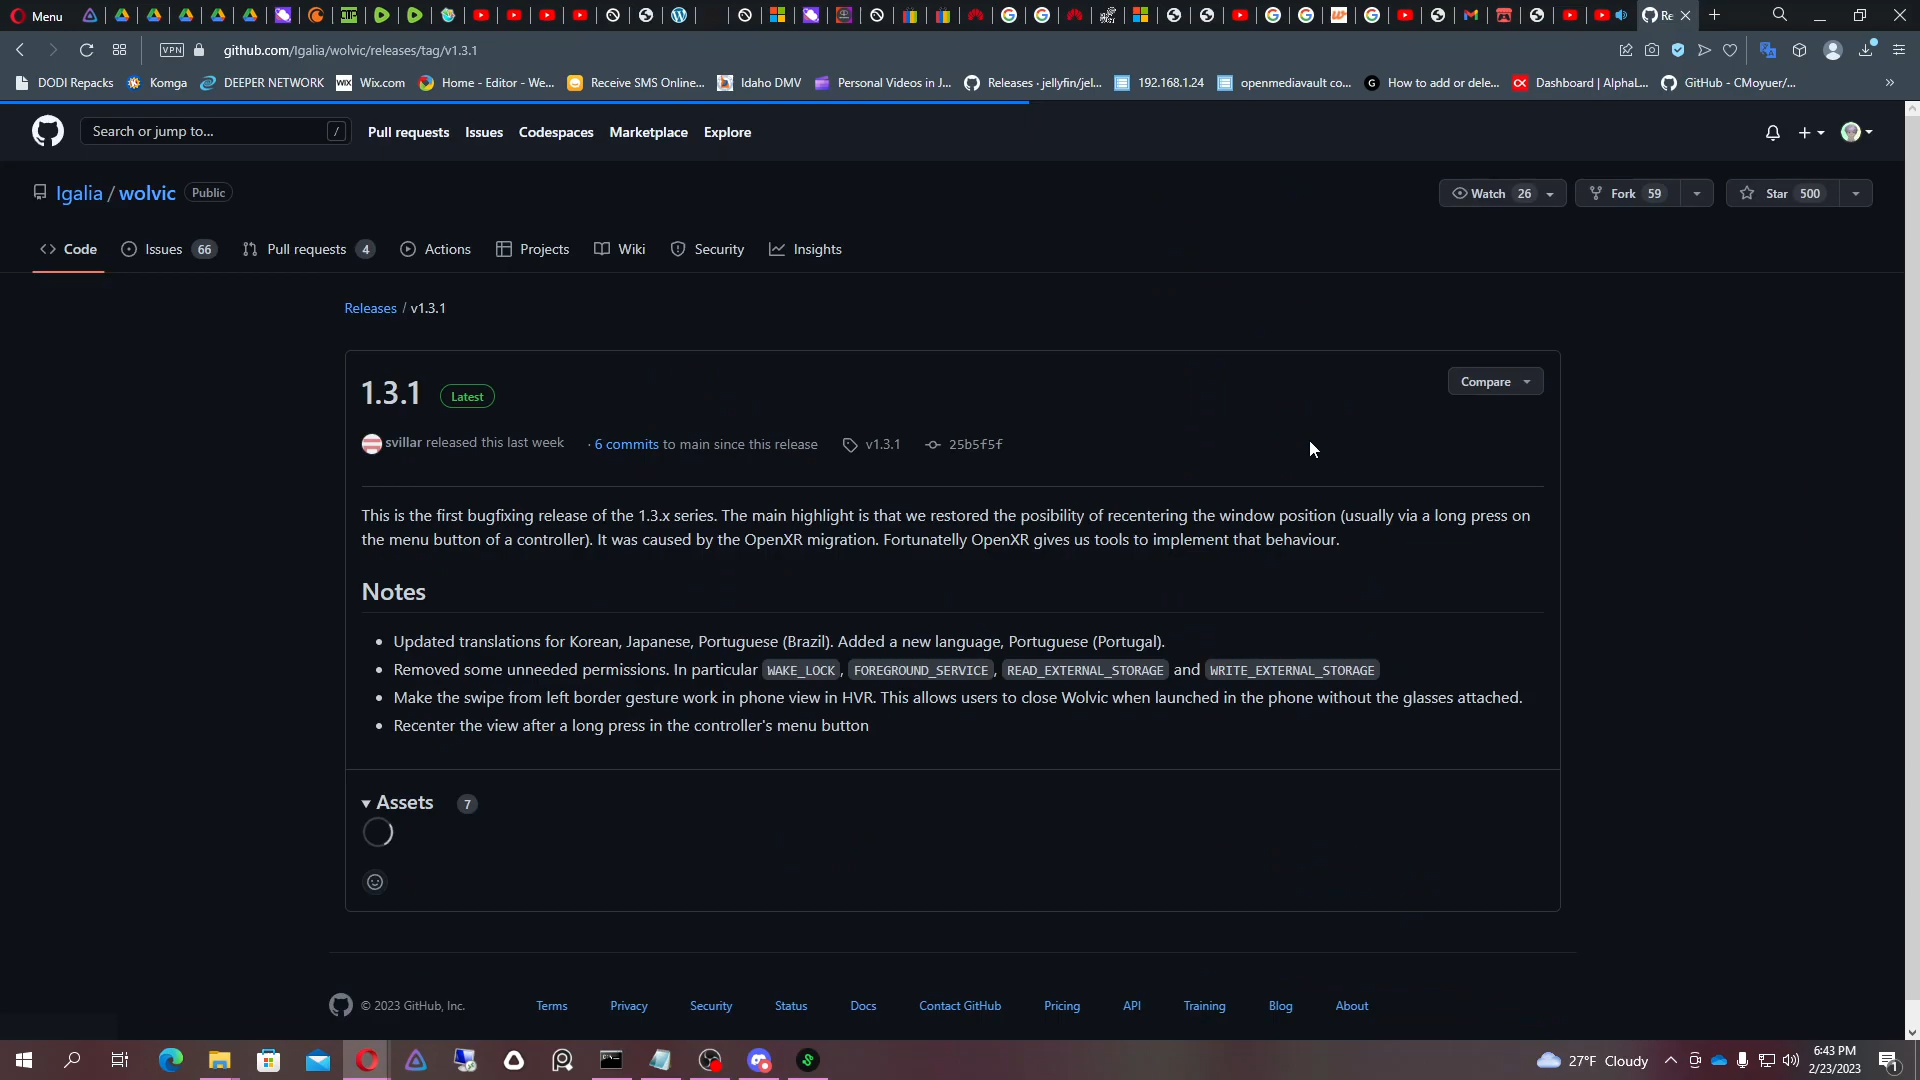 Menu
Re
VPN
github.com/Igalia/wolvic/releases/tag/v1.3.1
DODI Repacks
Komga
DEEPER NETWORK
WIX
Wix.com
Home - Editor - We...
Receive SMS Online...
Idaho DMV
Personal Videos in J...
Releases · jellyfin/jel...
192.168.1.24
openmediavault co...
How to add or dele...
Dashboard | AlphaL...
GitHub - CMoyuer/...
»
Search or jump to...
/
Pull requests
Issues
Codespaces
Marketplace
Explore
Igalia / wolvic
Public
Watch 26
Fork 59
Star 500
Code
Issues 66
Pull requests 4
Actions
Projects
Wiki
Security
Insights
Releases / v1.3.1
1.3.1
Latest
Compare
svillar released this last week
· 6 commits to main since this release
v1.3.1
25b5f5f
This is the first bugfixing release of the 1.3.x series. The main highlight is that we restored the posibility of recentering the window position (usually via a long press on
the menu button of a controller). It was caused by the OpenXR migration. Fortunatelly OpenXR gives us tools to implement that behaviour.
Notes
• Updated translations for Korean, Japanese, Portuguese (Brazil). Added a new language, Portuguese (Portugal).
• Removed some unneeded permissions. In particular WAKE_LOCK, FOREGROUND_SERVICE, READ_EXTERNAL_STORAGE and WRITE_EXTERNAL_STORAGE
• Make the swipe from left border gesture work in phone view in HVR. This allows users to close Wolvic when launched in the phone without the glasses attached.
• Recenter the view after a long press in the controller's menu button
Assets 7
© 2023 GitHub, Inc.
Terms
Privacy
Security
Status
Docs
Contact GitHub
Pricing
API
Training
Blog
About
27°F Cloudy
6:43 PM
2/23/2023
1